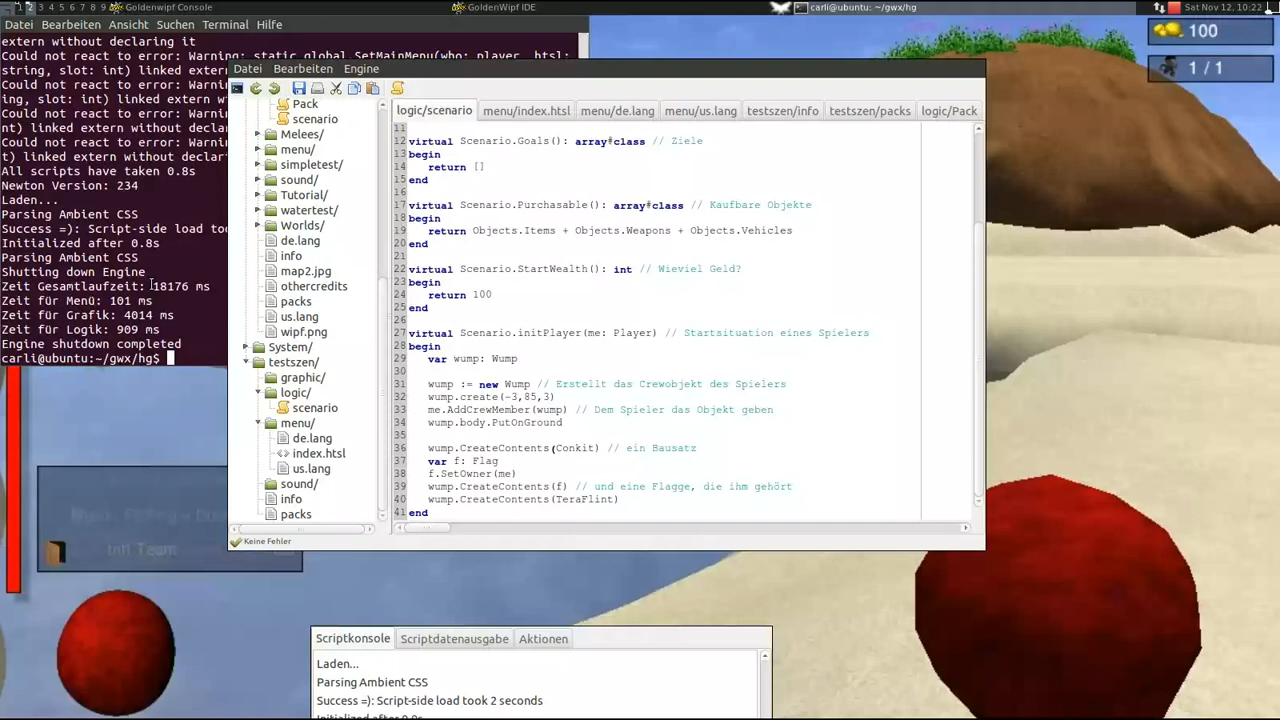 1 2 3 4 5 6 7 8 9 Goldenwipf Console
GoldenWipf IDE
carli@ubuntu: ~/gwx/hg
Sat Nov 12, 10:22
Datei Bearbeiten Ansicht Suchen Terminal Hilfe
extern without declaring it
Could not react to error: Warning: static global SetMainMenu(who: player, htsl:
string, slot: int) linked extern
Could not react to error: Warn
ing, slot: int) linked extern w
Could not react to error: Warn
nt) linked extern without decla
Could not react to error: Warn
t) linked extern without declar
All scripts have taken 0.8s
Newton Version: 234
Laden...
Parsing Ambient CSS
Success =): Script-side load too
Initialized after 0.8s
Parsing Ambient CSS
Shutting down Engine
Zeit Gesamtlaufzeit: 18176 ms
Zeit für Menü: 101 ms
Zeit für Grafik: 4014 ms
Zeit für Logik: 909 ms
Engine shutdown completed
carli@ubuntu:~/gwx/hg$
100
1 / 1
Datei Bearbeiten Engine
Pack
scenario
Melees/
menu/
simpletest/
sound/
Tutorial/
watertest/
Worlds/
de.lang
info
map2.jpg
othercredits
packs
us.lang
wipf.png
System/
testszen/
graphic/
logic/
scenario
menu/
de.lang
index.htsl
us.lang
sound/
info
packs
logic/scenario menu/index.htsl menu/de.lang menu/us.lang testszen/info testszen/packs logic/Pack
11
12 virtual Scenario.Goals(): array#class // Ziele
13 begin
14 return []
15 end
16
17 virtual Scenario.Purchasable(): array#class // Kaufbare Objekte
18 begin
19 return Objects.Items + Objects.Weapons + Objects.Vehicles
20 end
21
22 virtual Scenario.StartWealth(): int // Wieviel Geld?
23 begin
24 return 100
25 end
26
27 virtual Scenario.initPlayer(me: Player) // Startsituation eines Spielers
28 begin
29 var wump: Wump
30
31 wump := new Wump // Erstellt das Crewobjekt des Spielers
32 wump.create(-3,85,3)
33 me.AddCrewMember(wump) // Dem Spieler das Objekt geben
34 wump.body.PutOnGround
35
36 wump.CreateContents(Conkit) // ein Bausatz
37 var f: Flag
38 f.SetOwner(me)
39 wump.CreateContents(f) // und eine Flagge, die ihm gehört
40 wump.CreateContents(TeraFlint)
41 end
Keine Fehler
Team
Scriptkonsole Scriptdatenausgabe Aktionen
Laden...
Parsing Ambient CSS
Success =): Script-side load took 2 seconds